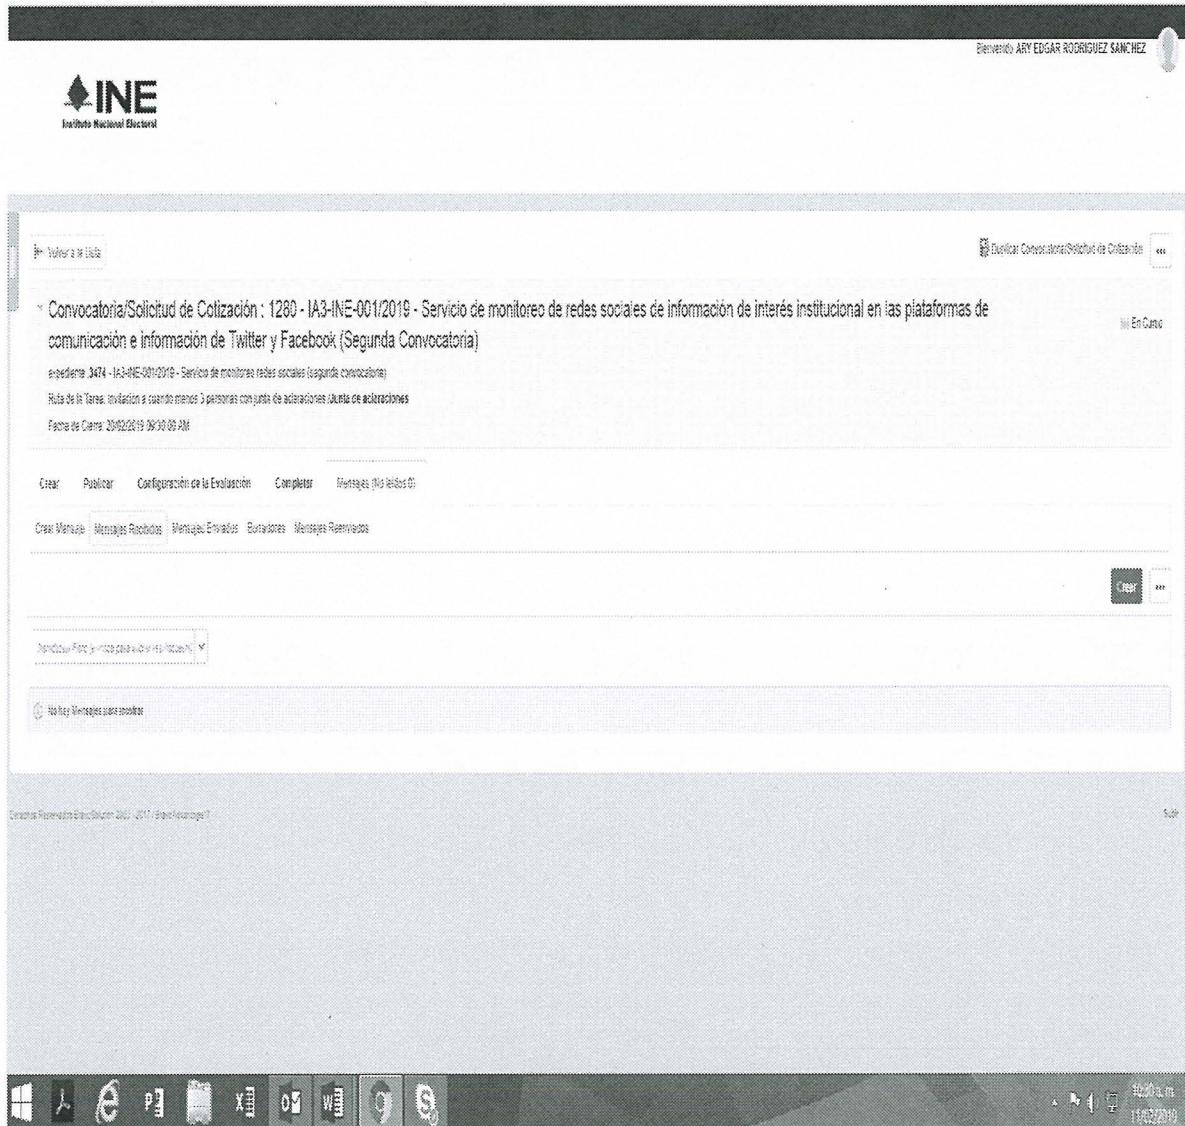 Bienvenido ARY EDGAR RODRIGUEZ SANCHEZ
INE
Instituto Nacional Electoral
Volver a la Lista
Duplicar Convocatoria/Solicitud de Cotización
Convocatoria/Solicitud de Cotización : 1280 - IA3-INE-001/2019 - Servicio de monitoreo de redes sociales de información de interés institucional en las plataformas de
comunicación e información de Twitter y Facebook (Segunda Convocatoria)
En Curso
expediente :3474 - IA3-INE-001/2019 - Servicio de monitoreo redes sociales (segunda convocatoria)
Ruta de la Tarea: Invitación a cuando menos 3 personas con junta de aclaraciones /Junta de aclaraciones
Fecha de Cierre: 20/02/2019 09:30:00 AM
Crear Publicar Configuración de la Evaluación Completar Mensajes (No leídos 0)
Crear Mensaje Mensajes Recibidos Mensajes Enviados Borradores Mensajes Reenviados
Crear
No hay Mensajes para mostrar
Subir
10:30 a. m.
11/02/2019